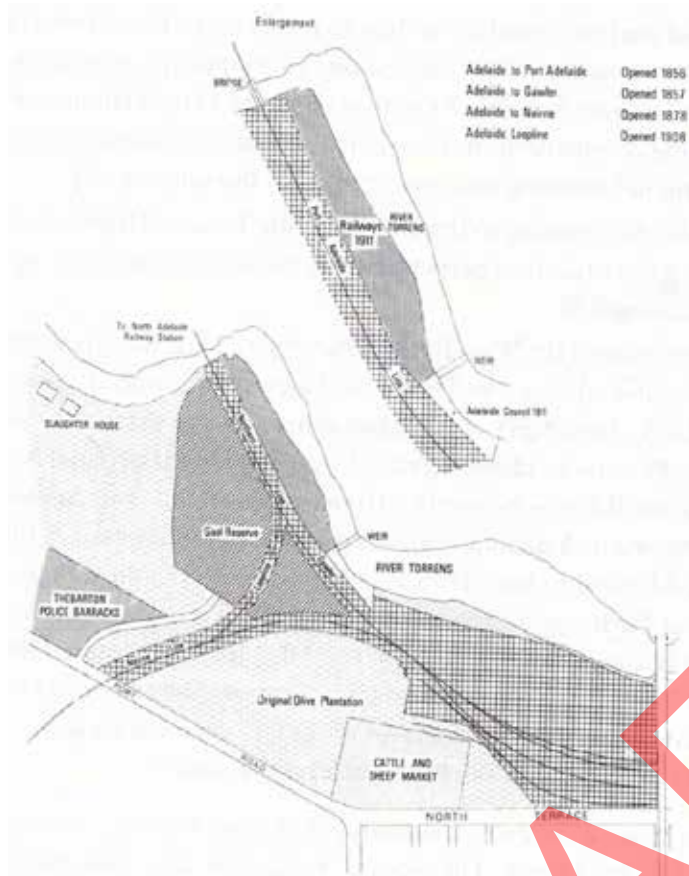 Enlargement
Adelaide to Port Adelaide Opened 1856
Adelaide to Gawler Opened 1857
Adelaide to Nairne Opened 1878
Adelaide Loopline Opened 1908
BRIDGE
RIVER
TORRENS
Railways
1911
WEIR
Adelaide Council 1911
To North Adelaide
Railway Station
SLAUGHTER HOUSE
Gaol Reserve
WEIR
RIVER TORRENS
THEBARTON
POLICE BARRACKS
Original Olive Plantation
ROAD
CATTLE AND
SHEEP MARKET
NORTH TERRACE